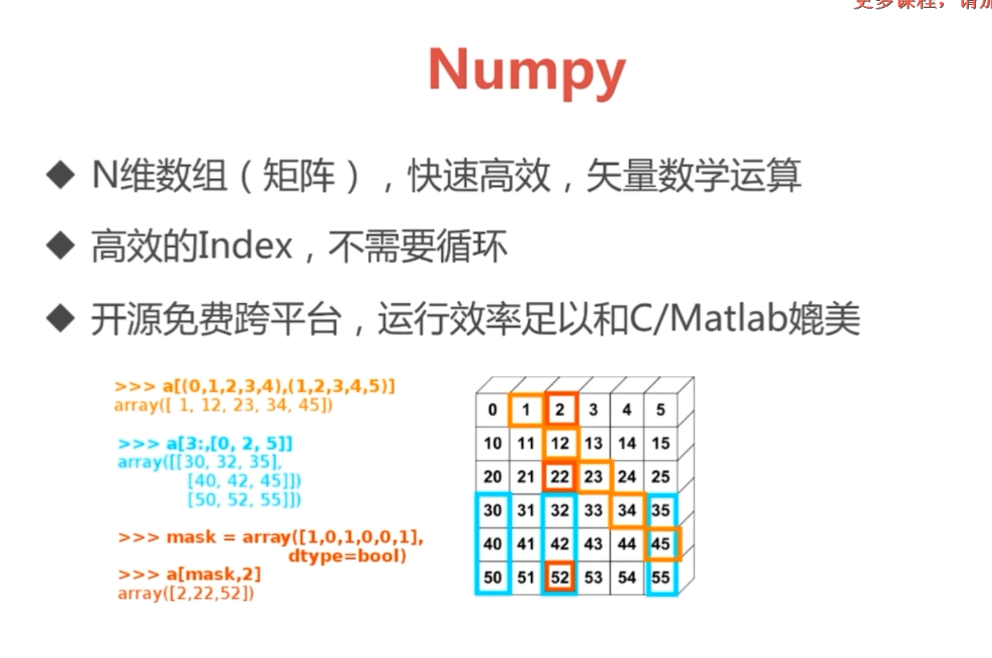 更多课程，请加
Numpy
◆ N维数组（矩阵），快速高效，矢量数学运算
◆ 高效的Index，不需要循环
◆ 开源免费跨平台，运行效率足以和C/Matlab媲美
>>> a[(0,1,2,3,4),(1,2,3,4,5)]
array([ 1, 12, 23, 34, 45])
>>> a[3:,[0, 2, 5]]
array([[30, 32, 35],
[40, 42, 45]])
[50, 52, 55]])
>>> mask = array([1,0,1,0,0,1],
dtype=bool)
>>> a[mask,2]
array([2,22,52])
0 1 2 3 4 5
10 11 12 13 14 15
20 21 22 23 24 25
30 31 32 33 34 35
40 41 42 43 44 45
50 51 52 53 54 55